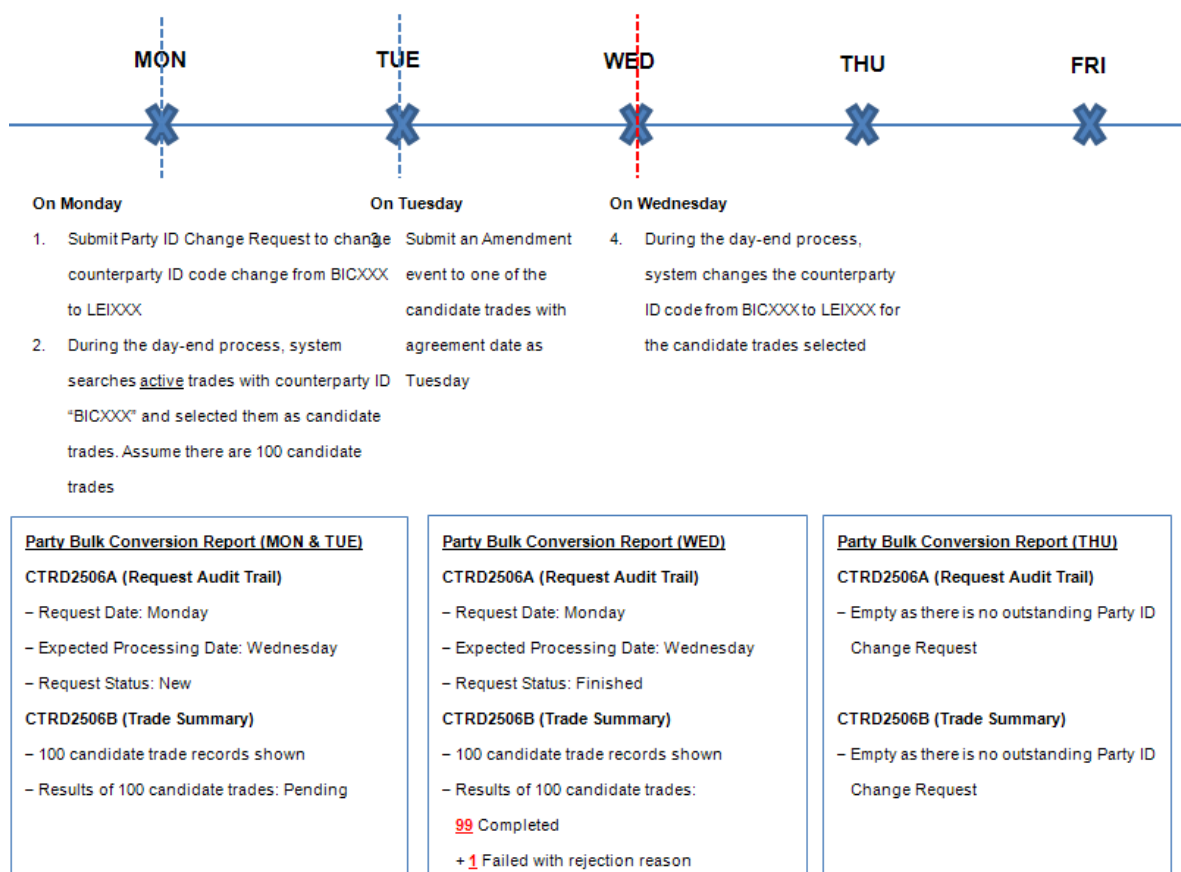 MON
TUE
WED
THU
FRI
On Monday
1. Submit Party ID Change Request to change
counterparty ID code change from BICXXX
to LEIXXX
2. During the day-end process, system
searches active trades with counterparty ID
“BICXXX” and selected them as candidate
trades. Assume there are 100 candidate
trades
On Tuesday
3. Submit an Amendment
event to one of the
candidate trades with
agreement date as
Tuesday
On Wednesday
4. During the day-end process,
system changes the counterparty
ID code from BICXXX to LEIXXX for
the candidate trades selected
Party Bulk Conversion Report (MON & TUE)
CTRD2506A (Request Audit Trail)
– Request Date: Monday
– Expected Processing Date: Wednesday
– Request Status: New
CTRD2506B (Trade Summary)
– 100 candidate trade records shown
– Results of 100 candidate trades: Pending
Party Bulk Conversion Report (WED)
CTRD2506A (Request Audit Trail)
– Request Date: Monday
– Expected Processing Date: Wednesday
– Request Status: Finished
CTRD2506B (Trade Summary)
– 100 candidate trade records shown
– Results of 100 candidate trades:
99 Completed
+ 1 Failed with rejection reason
Party Bulk Conversion Report (THU)
CTRD2506A (Request Audit Trail)
– Empty as there is no outstanding Party ID
Change Request
CTRD2506B (Trade Summary)
– Empty as there is no outstanding Party ID
Change Request